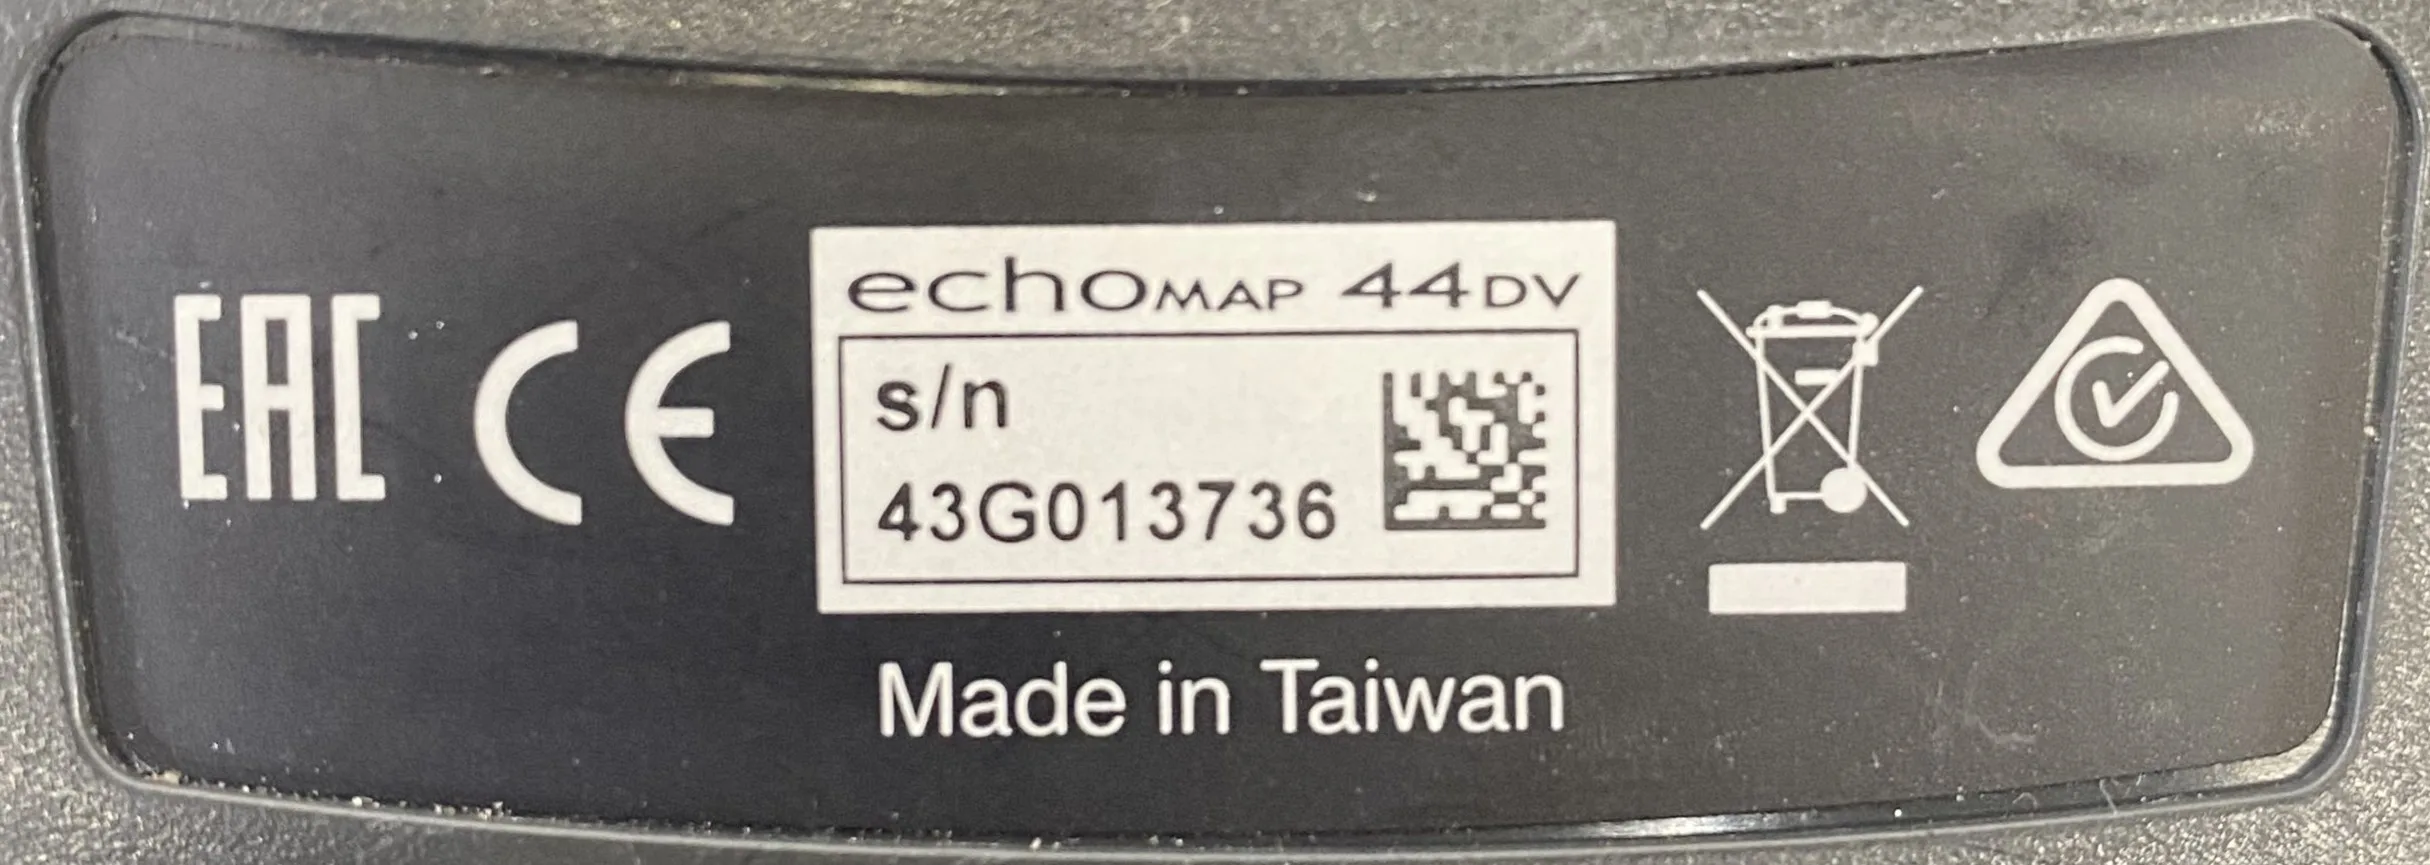 EAC CE
echoMAP 44DV
s/n
43G013736
Made in Taiwan